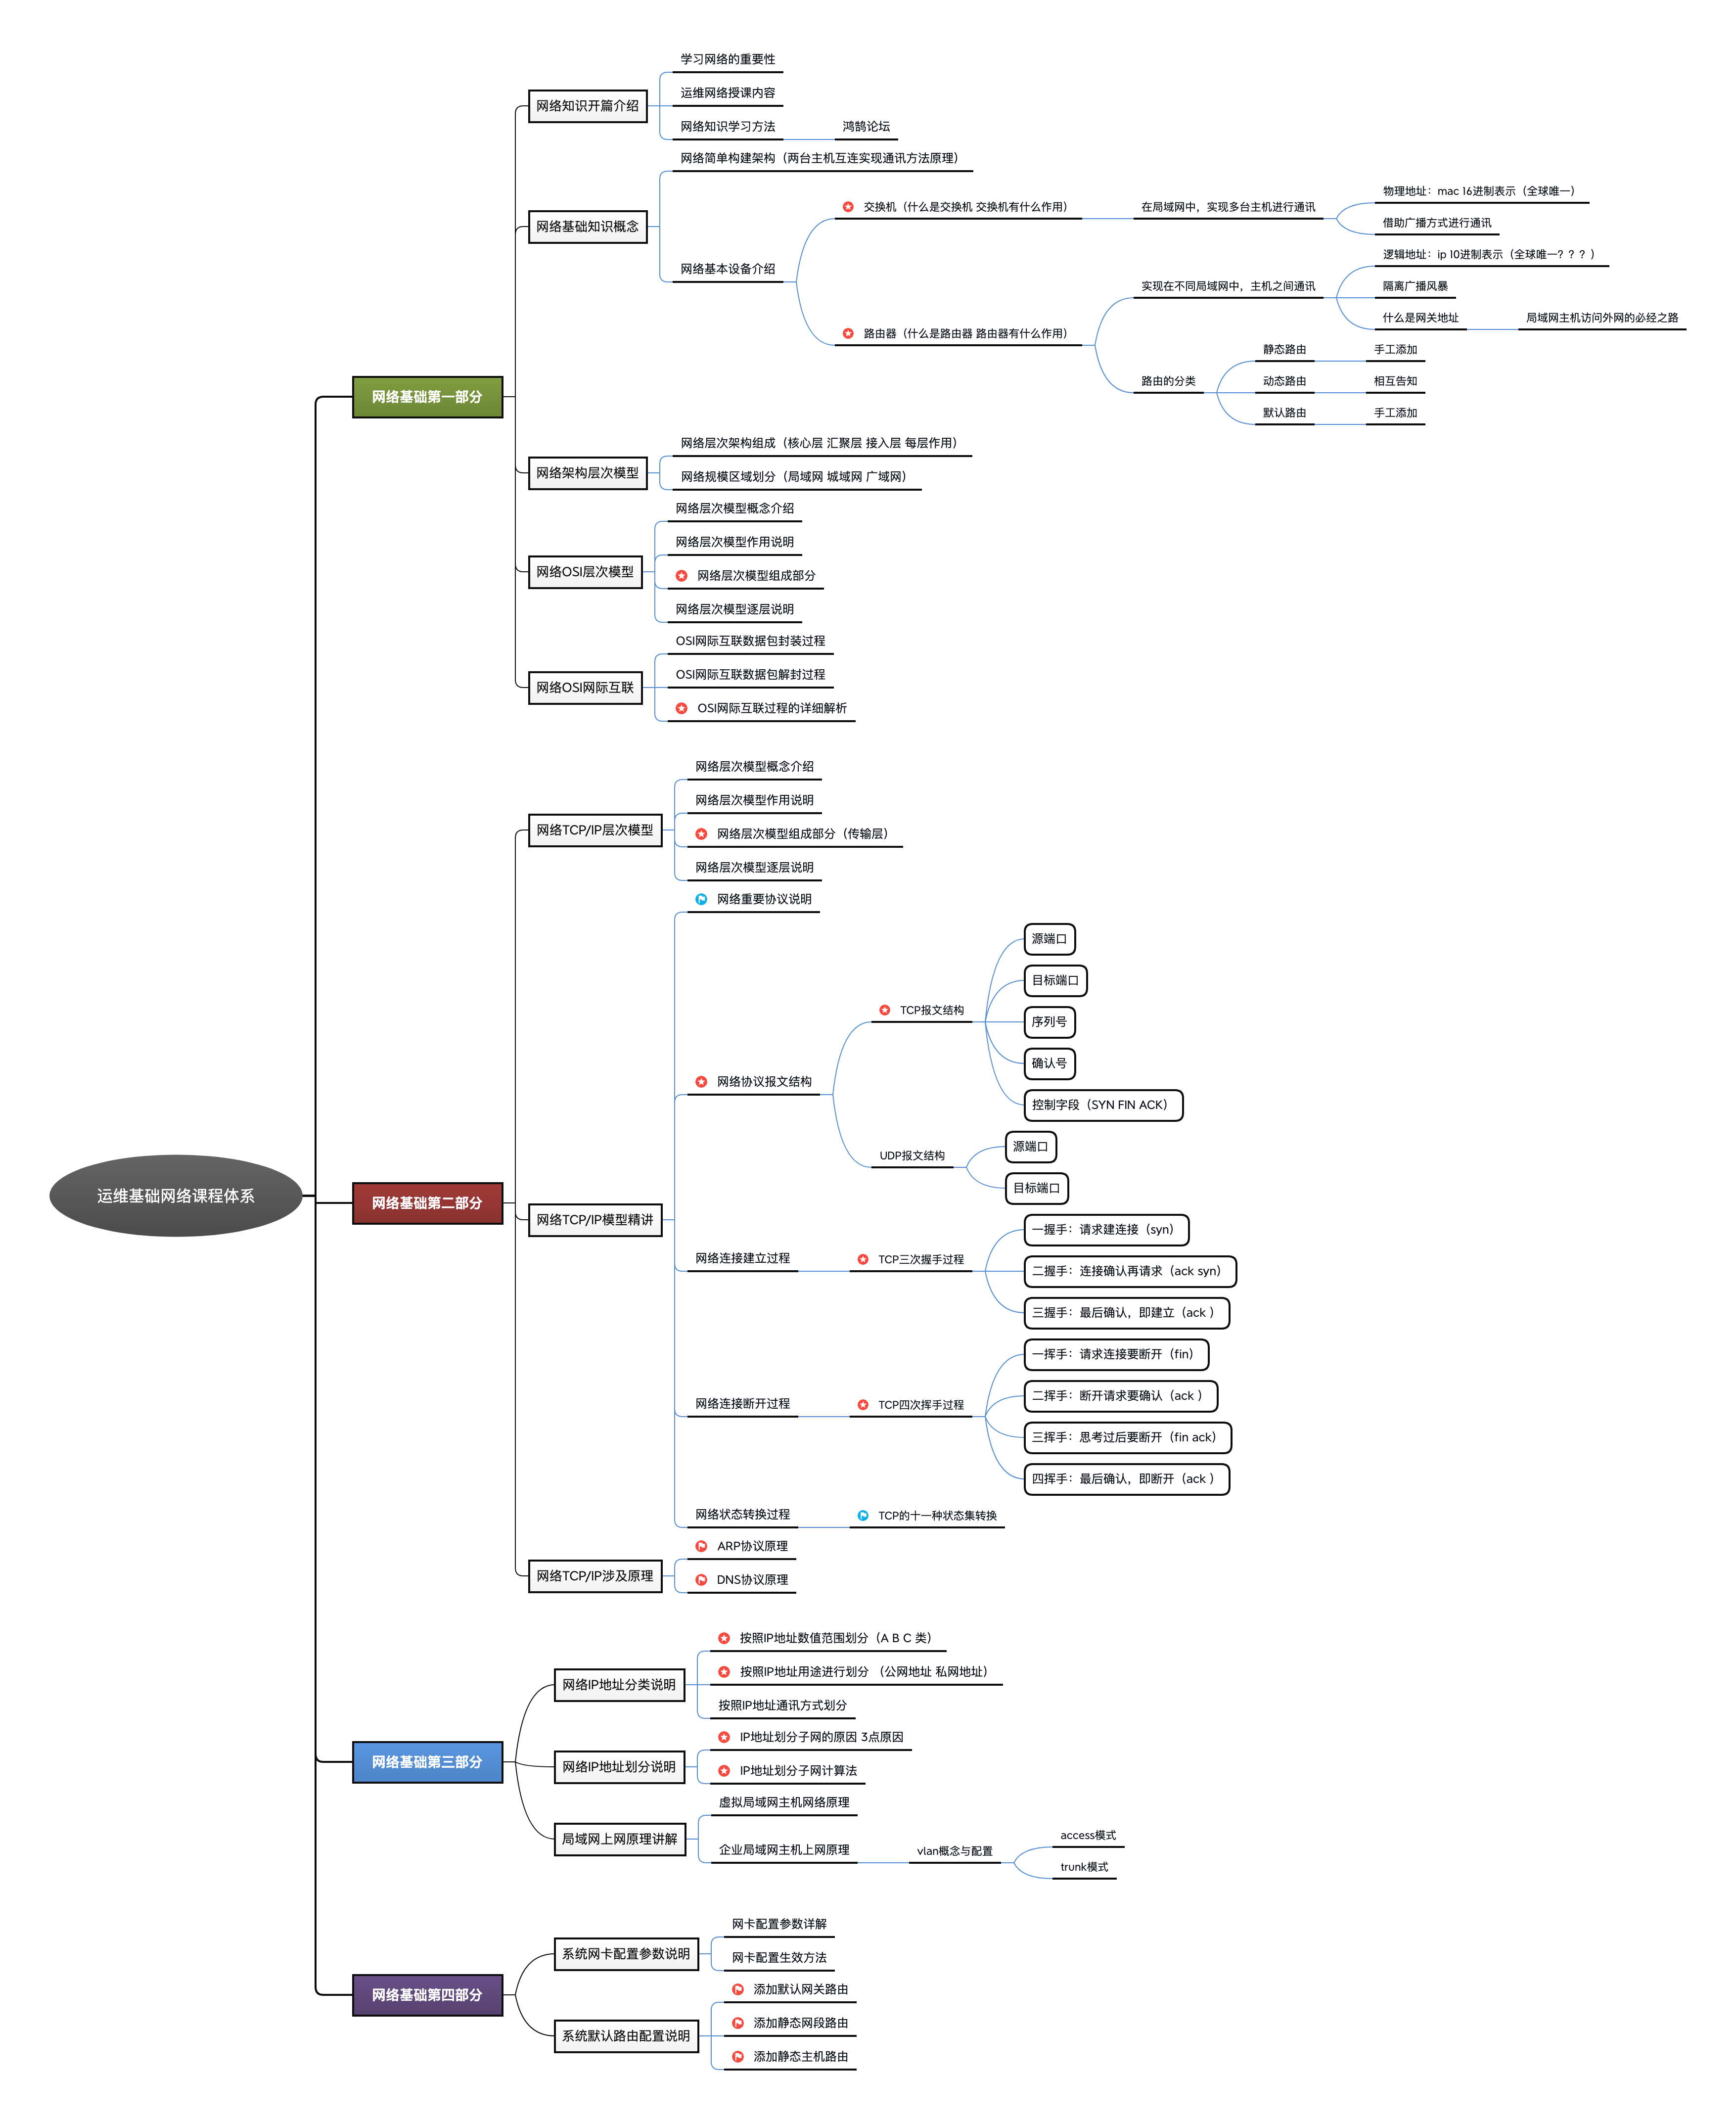 运维基础网络课程体系
网络基础第一部分
网络知识开篇介绍
学习网络的重要性
运维网络授课内容
网络知识学习方法
鸿鹄论坛
网络基础知识概念
网络简单构建架构（两台主机互连实现通讯方法原理）
网络基本设备介绍
交换机（什么是交换机 交换机有什么作用）
在局域网中，实现多台主机进行通讯
物理地址：mac 16进制表示（全球唯一）
借助广播方式进行通讯
路由器（什么是路由器 路由器有什么作用）
实现在不同局域网中，主机之间通讯
逻辑地址：ip 10进制表示（全球唯一？？？）
隔离广播风暴
什么是网关地址
局域网主机访问外网的必经之路
路由的分类
静态路由
手工添加
动态路由
相互告知
默认路由
手工添加
网络架构层次模型
网络层次架构组成（核心层 汇聚层 接入层 每层作用）
网络规模区域划分（局域网 城域网 广域网）
网络OSI层次模型
网络层次模型概念介绍
网络层次模型作用说明
网络层次模型组成部分
网络层次模型逐层说明
网络OSI网际互联
OSI网际互联数据包封装过程
OSI网际互联数据包解封过程
OSI网际互联过程的详细解析
网络基础第二部分
网络TCP/IP层次模型
网络层次模型概念介绍
网络层次模型作用说明
网络层次模型组成部分（传输层）
网络层次模型逐层说明
网络TCP/IP模型精讲
网络重要协议说明
网络协议报文结构
TCP报文结构
源端口
目标端口
序列号
确认号
控制字段（SYN FIN ACK）
UDP报文结构
源端口
目标端口
网络连接建立过程
TCP三次握手过程
一握手：请求建连接（syn）
二握手：连接确认再请求（ack syn）
三握手：最后确认，即建立（ack ）
网络连接断开过程
TCP四次挥手过程
一挥手：请求连接要断开（fin）
二挥手：断开请求要确认（ack ）
三挥手：思考过后要断开（fin ack）
四挥手：最后确认，即断开（ack ）
网络状态转换过程
TCP的十一种状态集转换
网络TCP/IP涉及原理
ARP协议原理
DNS协议原理
网络基础第三部分
网络IP地址分类说明
按照IP地址数值范围划分（A B C 类）
按照IP地址用途进行划分 （公网地址 私网地址）
按照IP地址通讯方式划分
网络IP地址划分说明
IP地址划分子网的原因 3点原因
IP地址划分子网计算法
局域网上网原理讲解
虚拟局域网主机网络原理
企业局域网主机上网原理
vlan概念与配置
access模式
trunk模式
网络基础第四部分
系统网卡配置参数说明
网卡配置参数详解
网卡配置生效方法
系统默认路由配置说明
添加默认网关路由
添加静态网段路由
添加静态主机路由